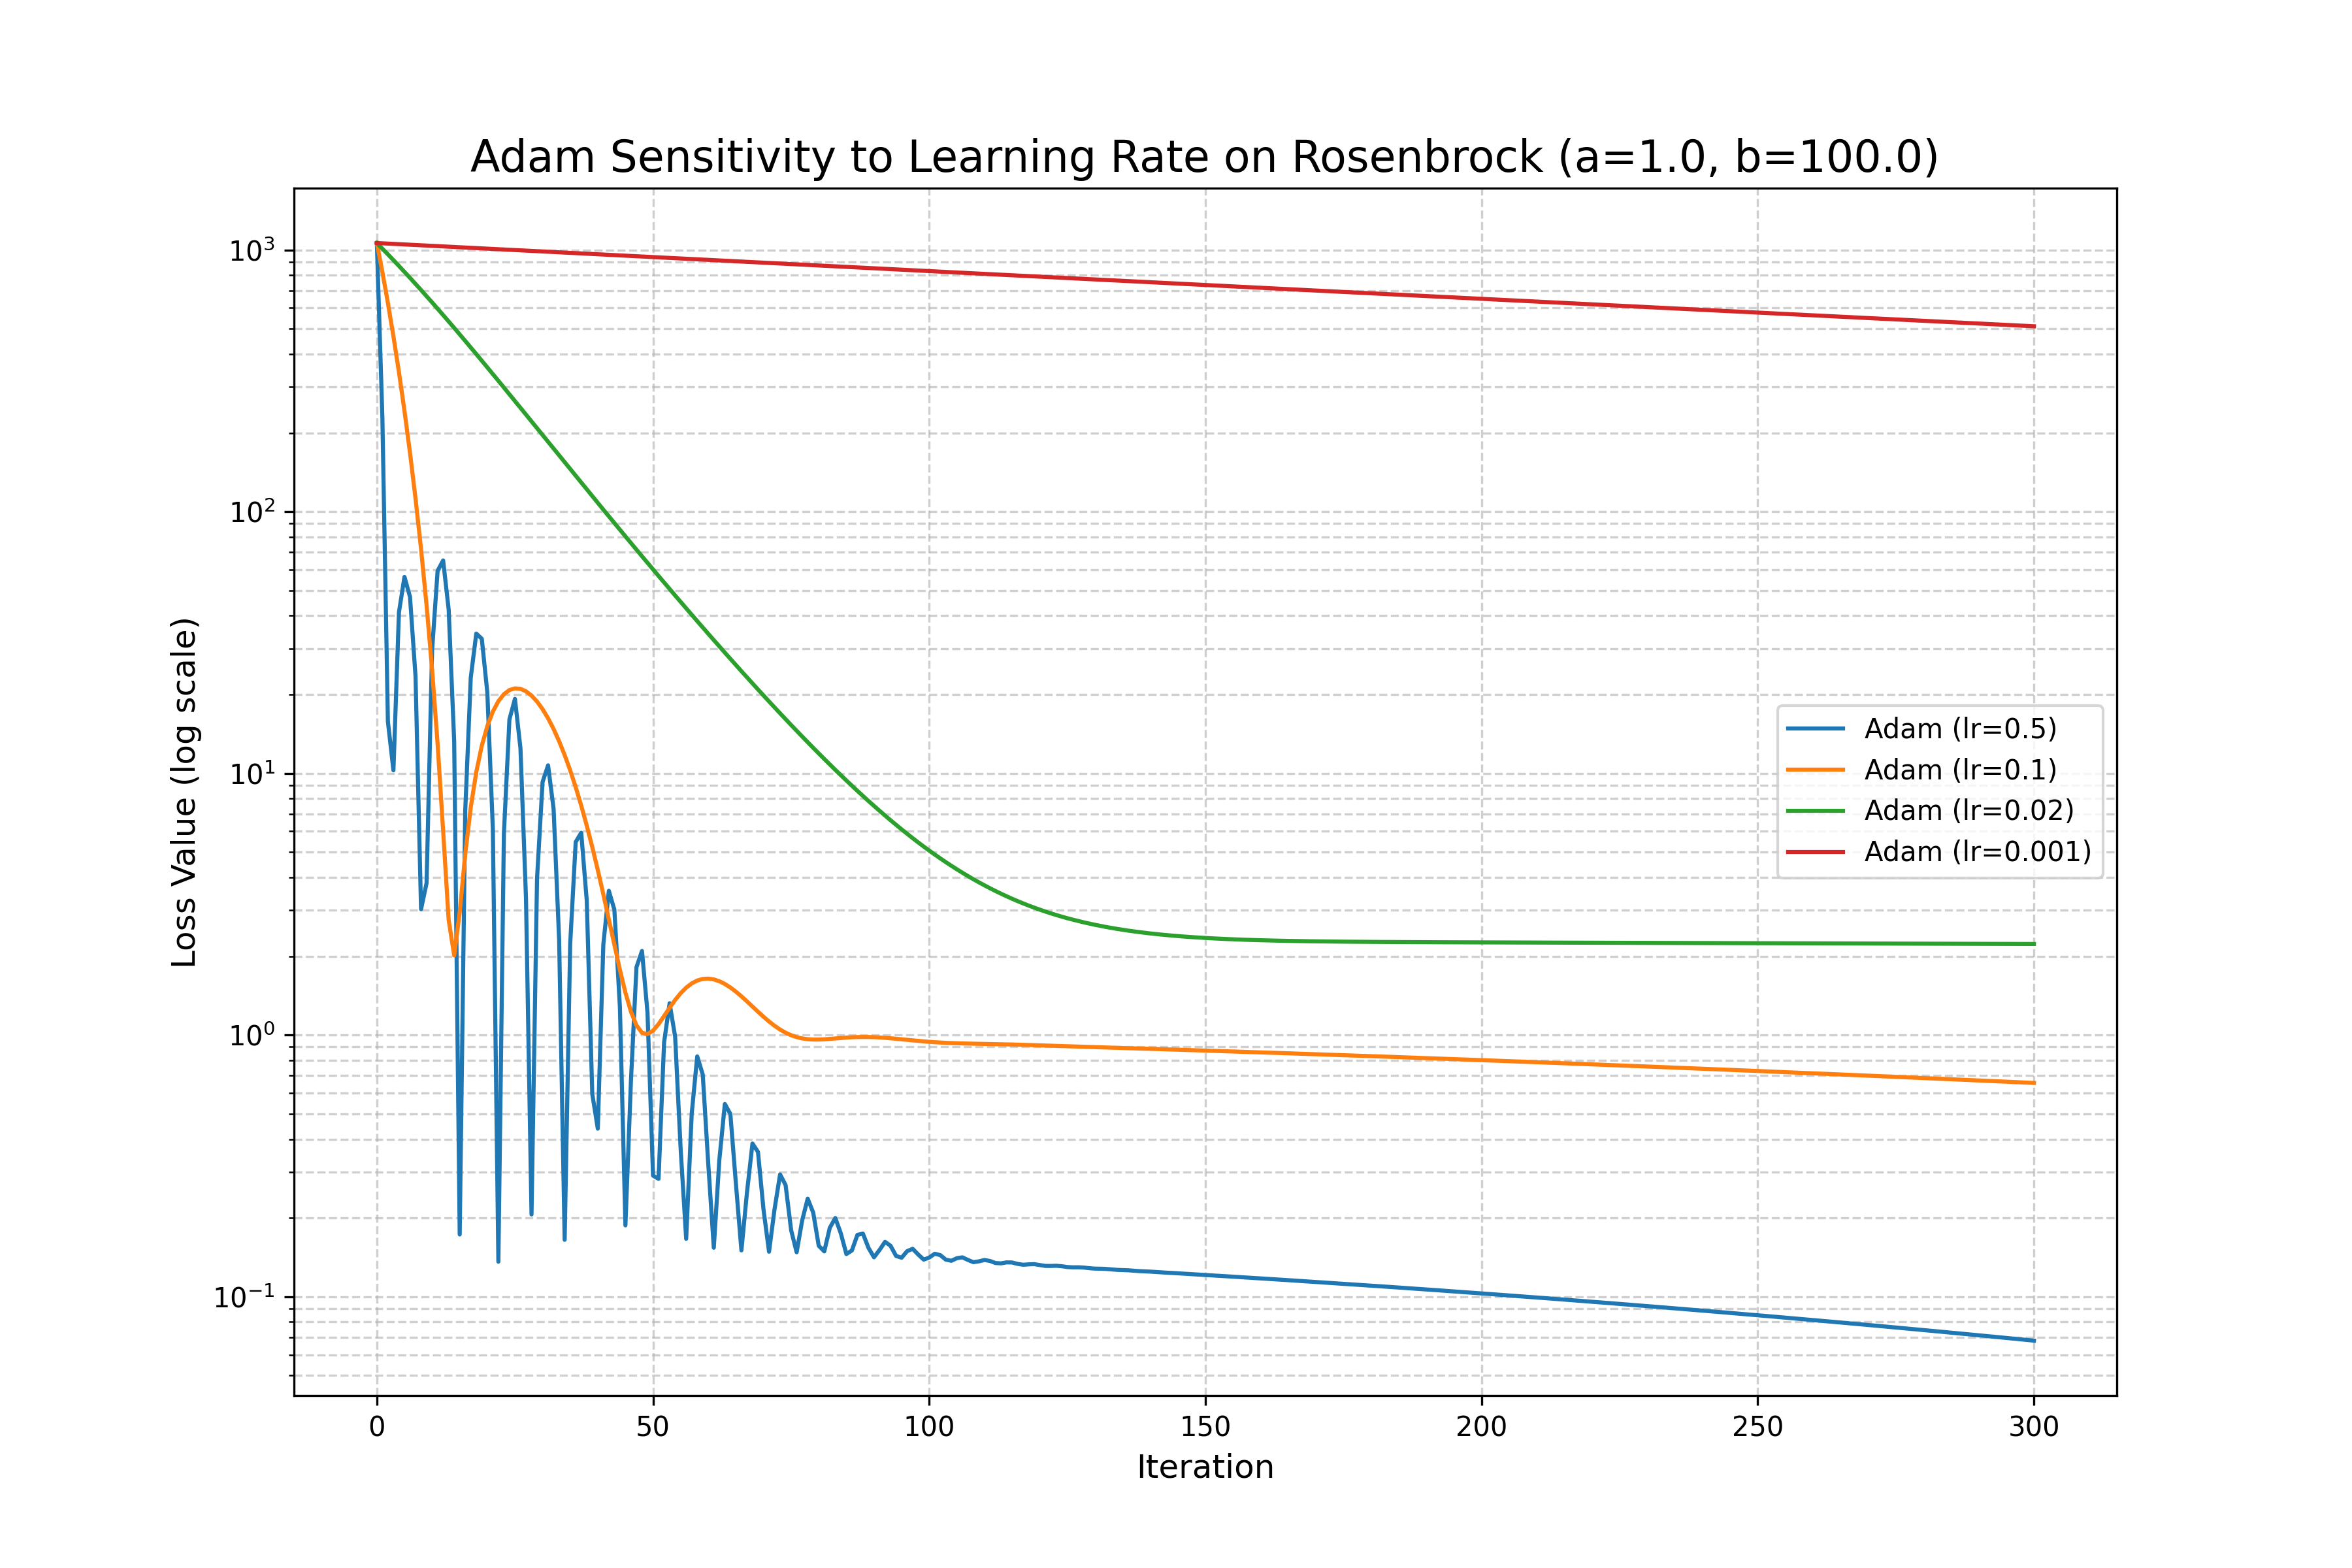 Adam Sensitivity to Learning Rate on Rosenbrock (a=1.0, b=100.0)
Loss Value (log scale)
10³
10²
10¹
10⁰
10⁻¹
Adam (lr=0.5)
Adam (lr=0.1)
Adam (lr=0.02)
Adam (lr=0.001)
0 50 100 150 200 250 300
Iteration